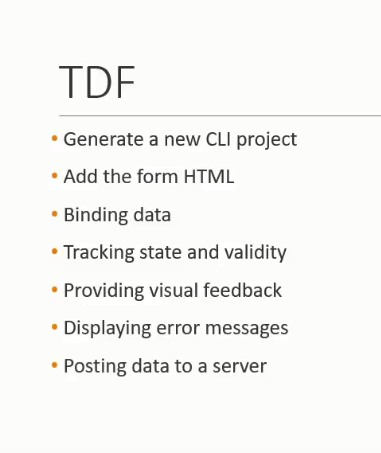 TDF
• Generate a new CLI project
• Add the form HTML
• Binding data
• Tracking state and validity
• Providing visual feedback
• Displaying error messages
• Posting data to a server